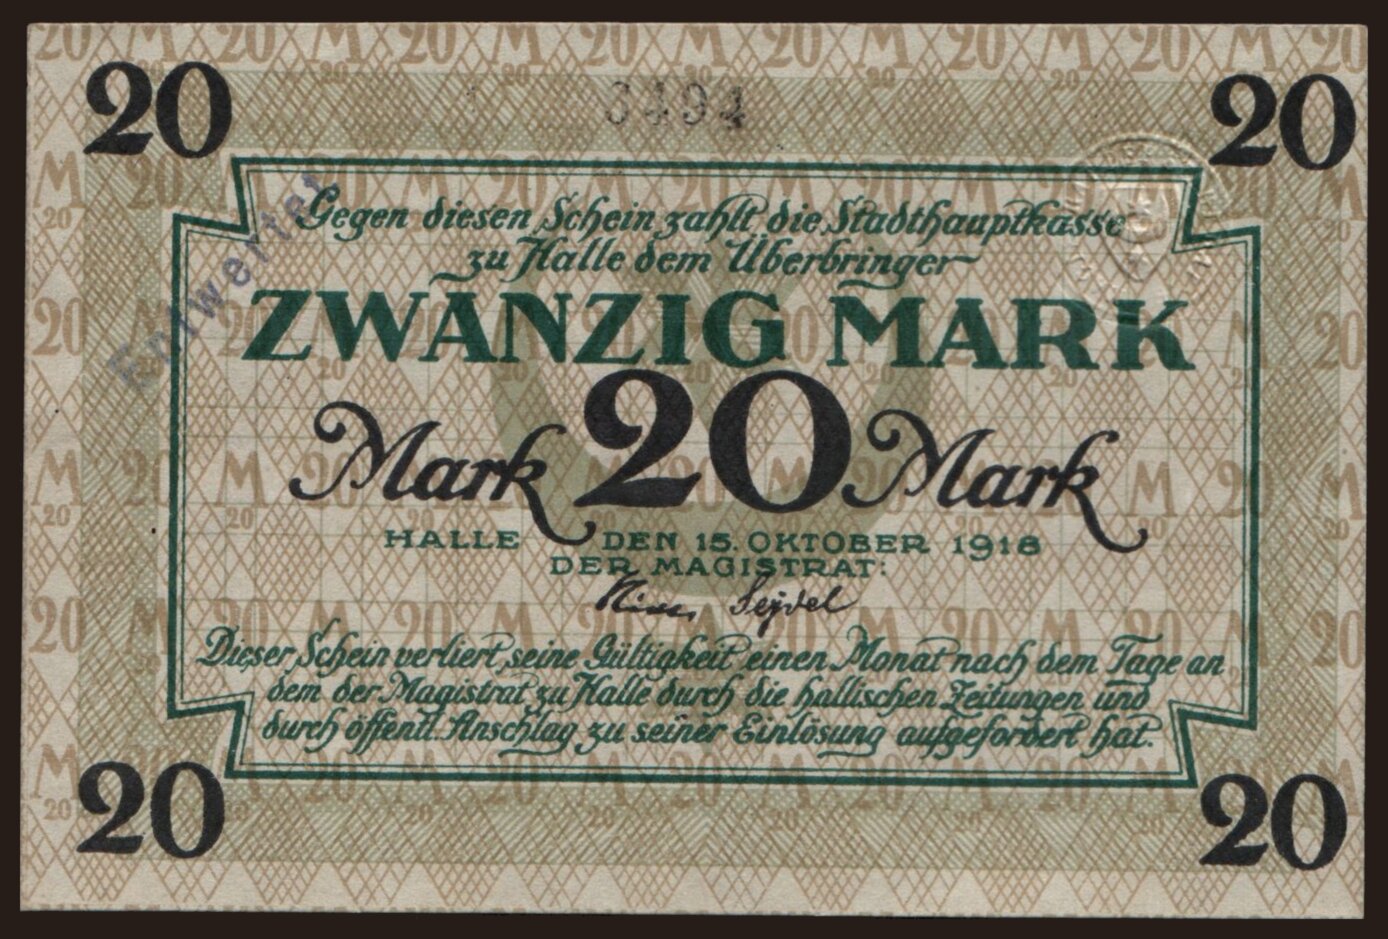 20 20
Gegen diesen Schein zahlt die Stadthauptkasse
zu Halle dem Überbringer
ZWANZIG MARK
Mark 20 Mark
HALLE DEN 15. OKTOBER 1918
DER MAGISTRAT:
Seydel
Dieser Schein verliert seine Gültigkeit einen Monat nach dem Tage an
dem der Magistrat zu Halle durch die hallischen Zeitungen und
durch öffentl. Anschlag zu seiner Einlösung aufgefordert hat.
20 20
Entwertet